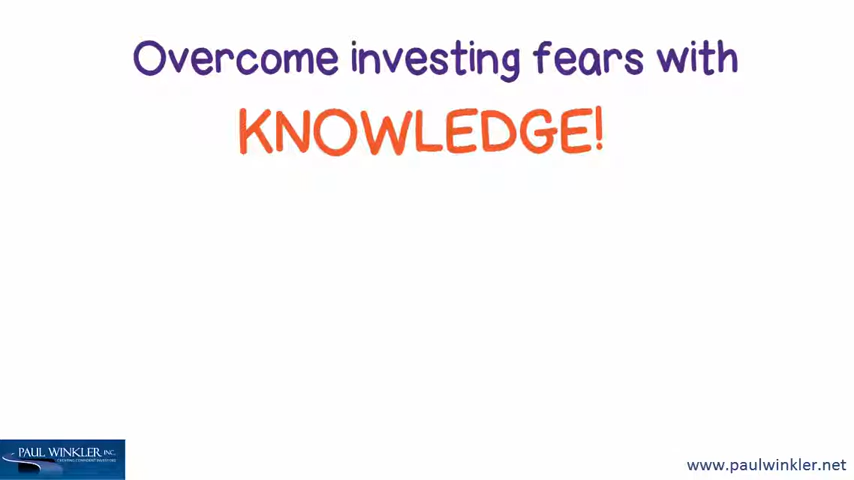 Overcome investing fears with
KNOWLEDGE!
PAUL WINKLER INC.
www.paulwinkler.net